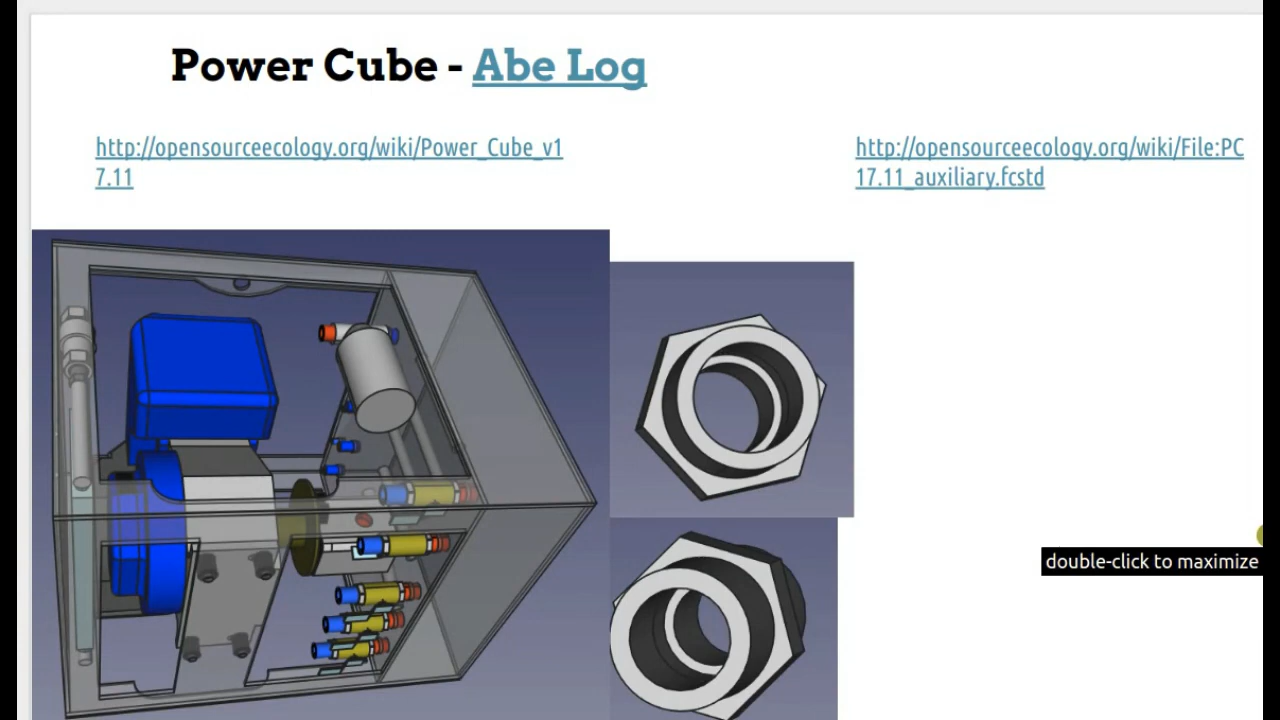 Power Cube - Abe Log
http://opensourceecology.org/wiki/Power_Cube_v1
7.11
http://opensourceecology.org/wiki/File:PC
17.11_auxiliary.fcstd
double-click to maximize